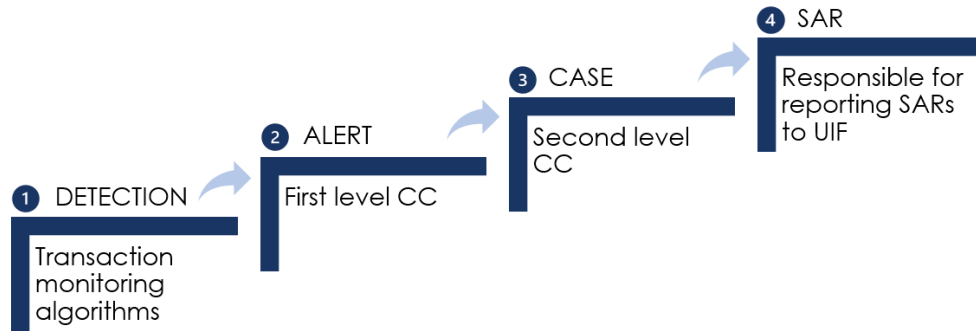 1 DETECTION
Transaction
monitoring
algorithms
2 ALERT
First level CC
3 CASE
Second level
CC
4 SAR
Responsible for
reporting SARs
to UIF